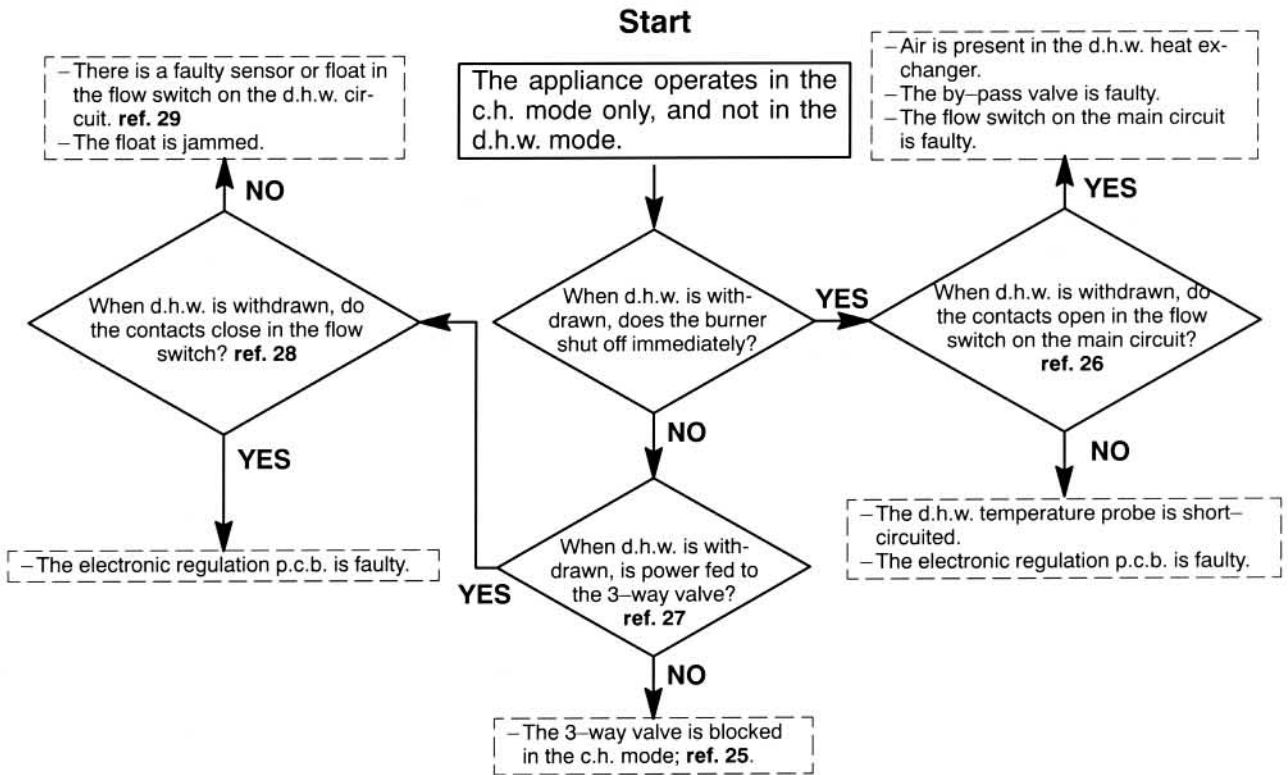 Start
– There is a faulty sensor or float in
the flow switch on the d.h.w. cir-
cuit. ref. 29
– The float is jammed.
The appliance operates in the
c.h. mode only, and not in the
d.h.w. mode.
– Air is present in the d.h.w. heat ex-
changer.
– The by–pass valve is faulty.
– The flow switch on the main circuit
is faulty.
NO
YES
When d.h.w. is withdrawn, do
the contacts close in the flow
switch? ref. 28
When d.h.w. is with-
drawn, does the burner
shut off immediately?
YES
When d.h.w. is withdrawn, do
the contacts open in the flow
switch on the main circuit?
ref. 26
YES
NO
NO
– The electronic regulation p.c.b. is faulty.
YES
When d.h.w. is with-
drawn, is power fed to
the 3–way valve?
ref. 27
– The d.h.w. temperature probe is short–
circuited.
– The electronic regulation p.c.b. is faulty.
NO
– The 3–way valve is blocked
in the c.h. mode; ref. 25.